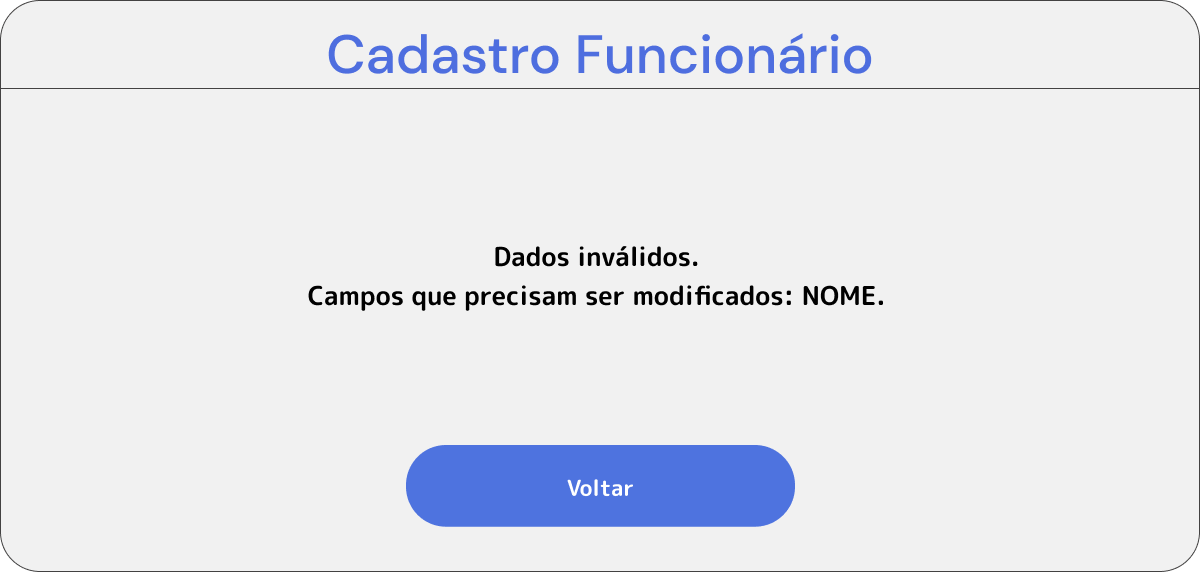 Cadastro Funcionário
Dados inválidos.
Campos que precisam ser modificados: NOME.
Voltar